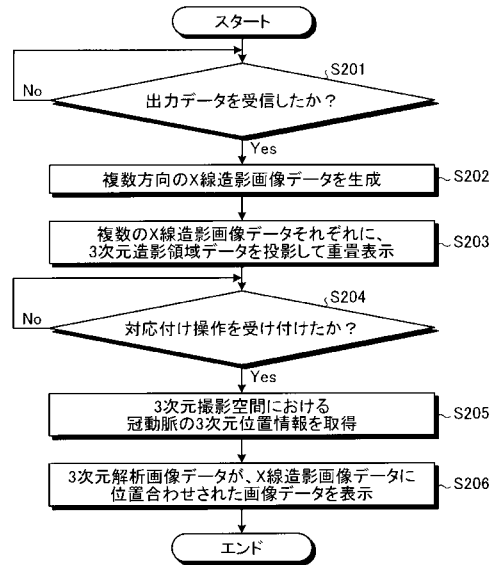 スタート
S201
出力データを受信したか?
No
Yes
複数方向のX線造影画像データを生成
S202
複数のX線造影画像データそれぞれに、
3次元造影領域データを投影して重畳表示
S203
S204
対応付け操作を受け付けたか?
No
Yes
3次元撮影空間における
冠動脈の3次元位置情報を取得
S205
3次元解析画像データが、X線造影画像データに
位置合わせされた画像データを表示
S206
エンド